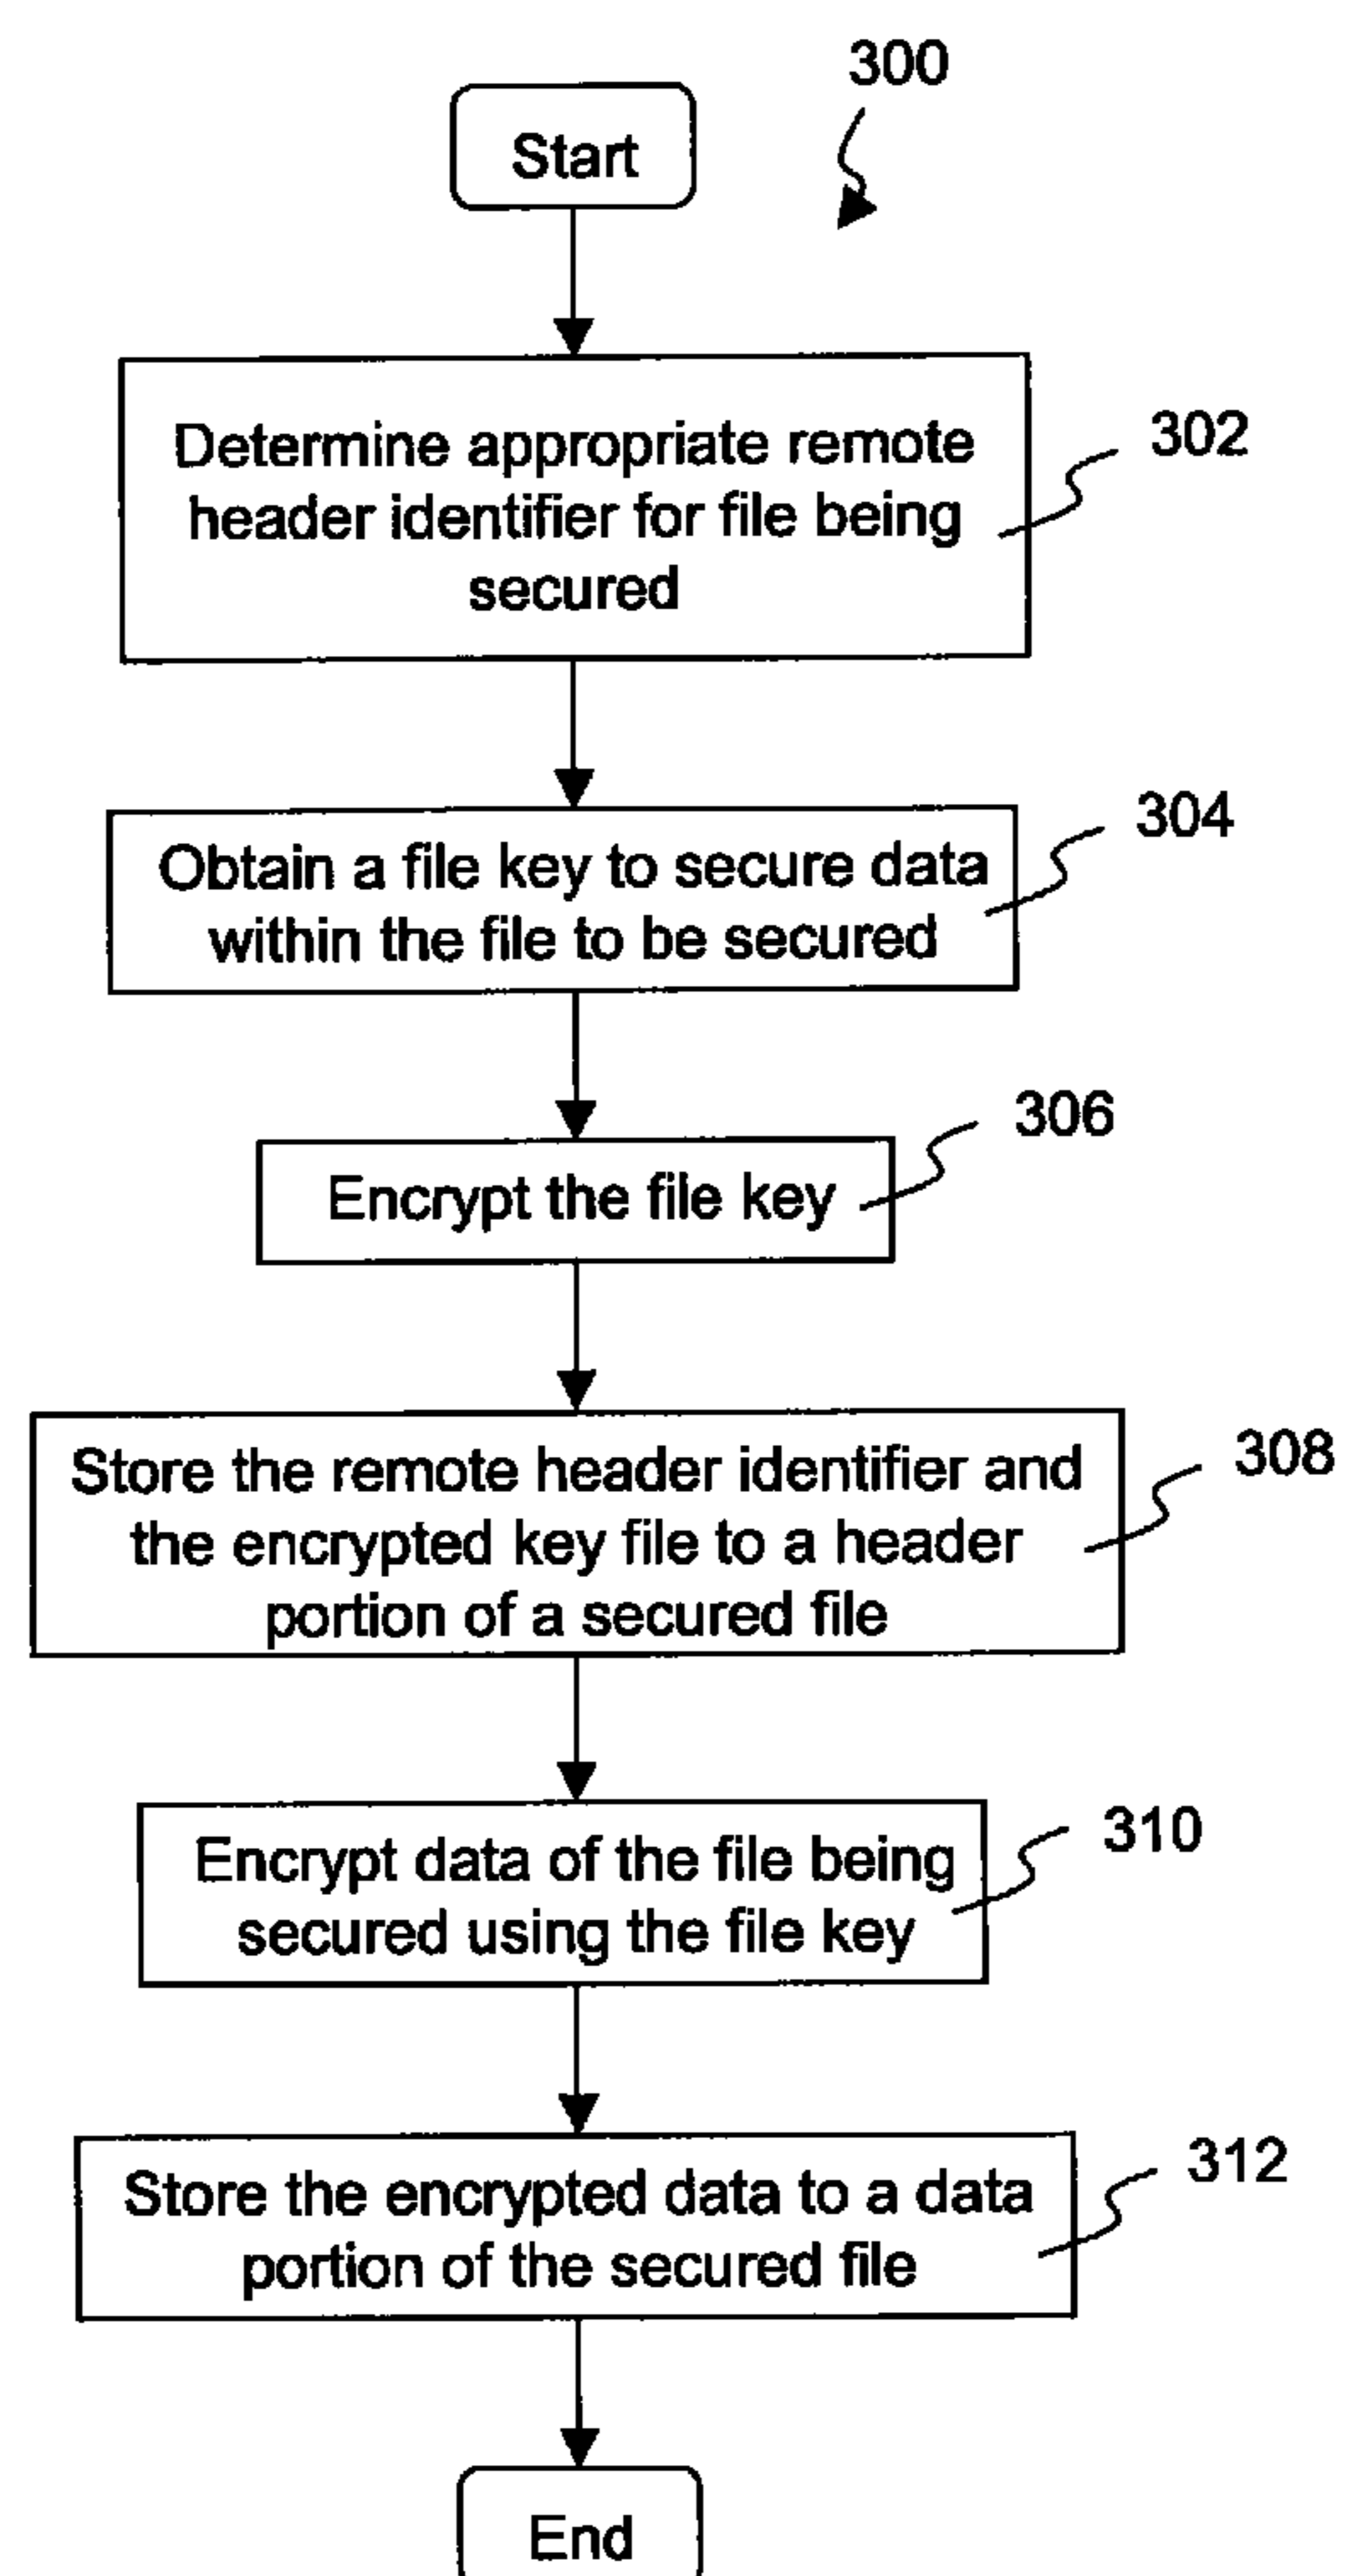 300
Start
Determine appropriate remote
header identifier for file being
secured
302
Obtain a file key to secure data
within the file to be secured
304
Encrypt the file key
306
Store the remote header identifier and
the encrypted key file to a header
portion of a secured file
308
Encrypt data of the file being
secured using the file key
310
Store the encrypted data to a data
portion of the secured file
312
End